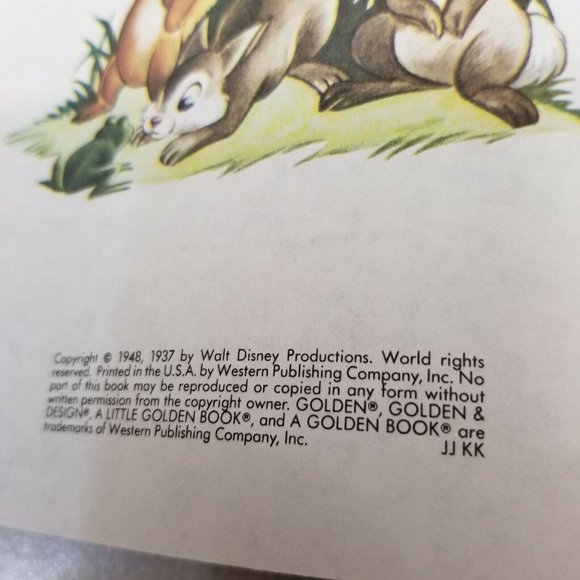 Copyright © 1948, 1937 by Walt Disney Productions. World rights
reserved. Printed in the U.S.A. by Western Publishing Company, Inc. No
part of this book may be reproduced or copied in any form without
written permission from the copyright owner. GOLDEN®, GOLDEN &
DESIGN®, A LITTLE GOLDEN BOOK®, and A GOLDEN BOOK® are
trademarks of Western Publishing Company, Inc.
JJ KK